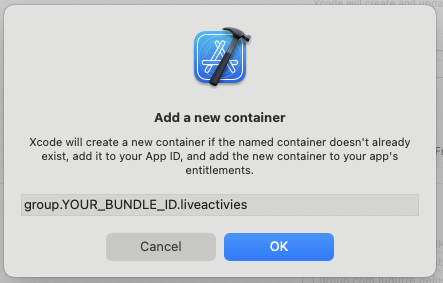 Add a new container
Xcode will create a new container if the named container doesn't already
exist, add it to your App ID, and add the new container to your app's
entitlements.
group.YOUR_BUNDLE_ID.liveactivies
Cancel
OK